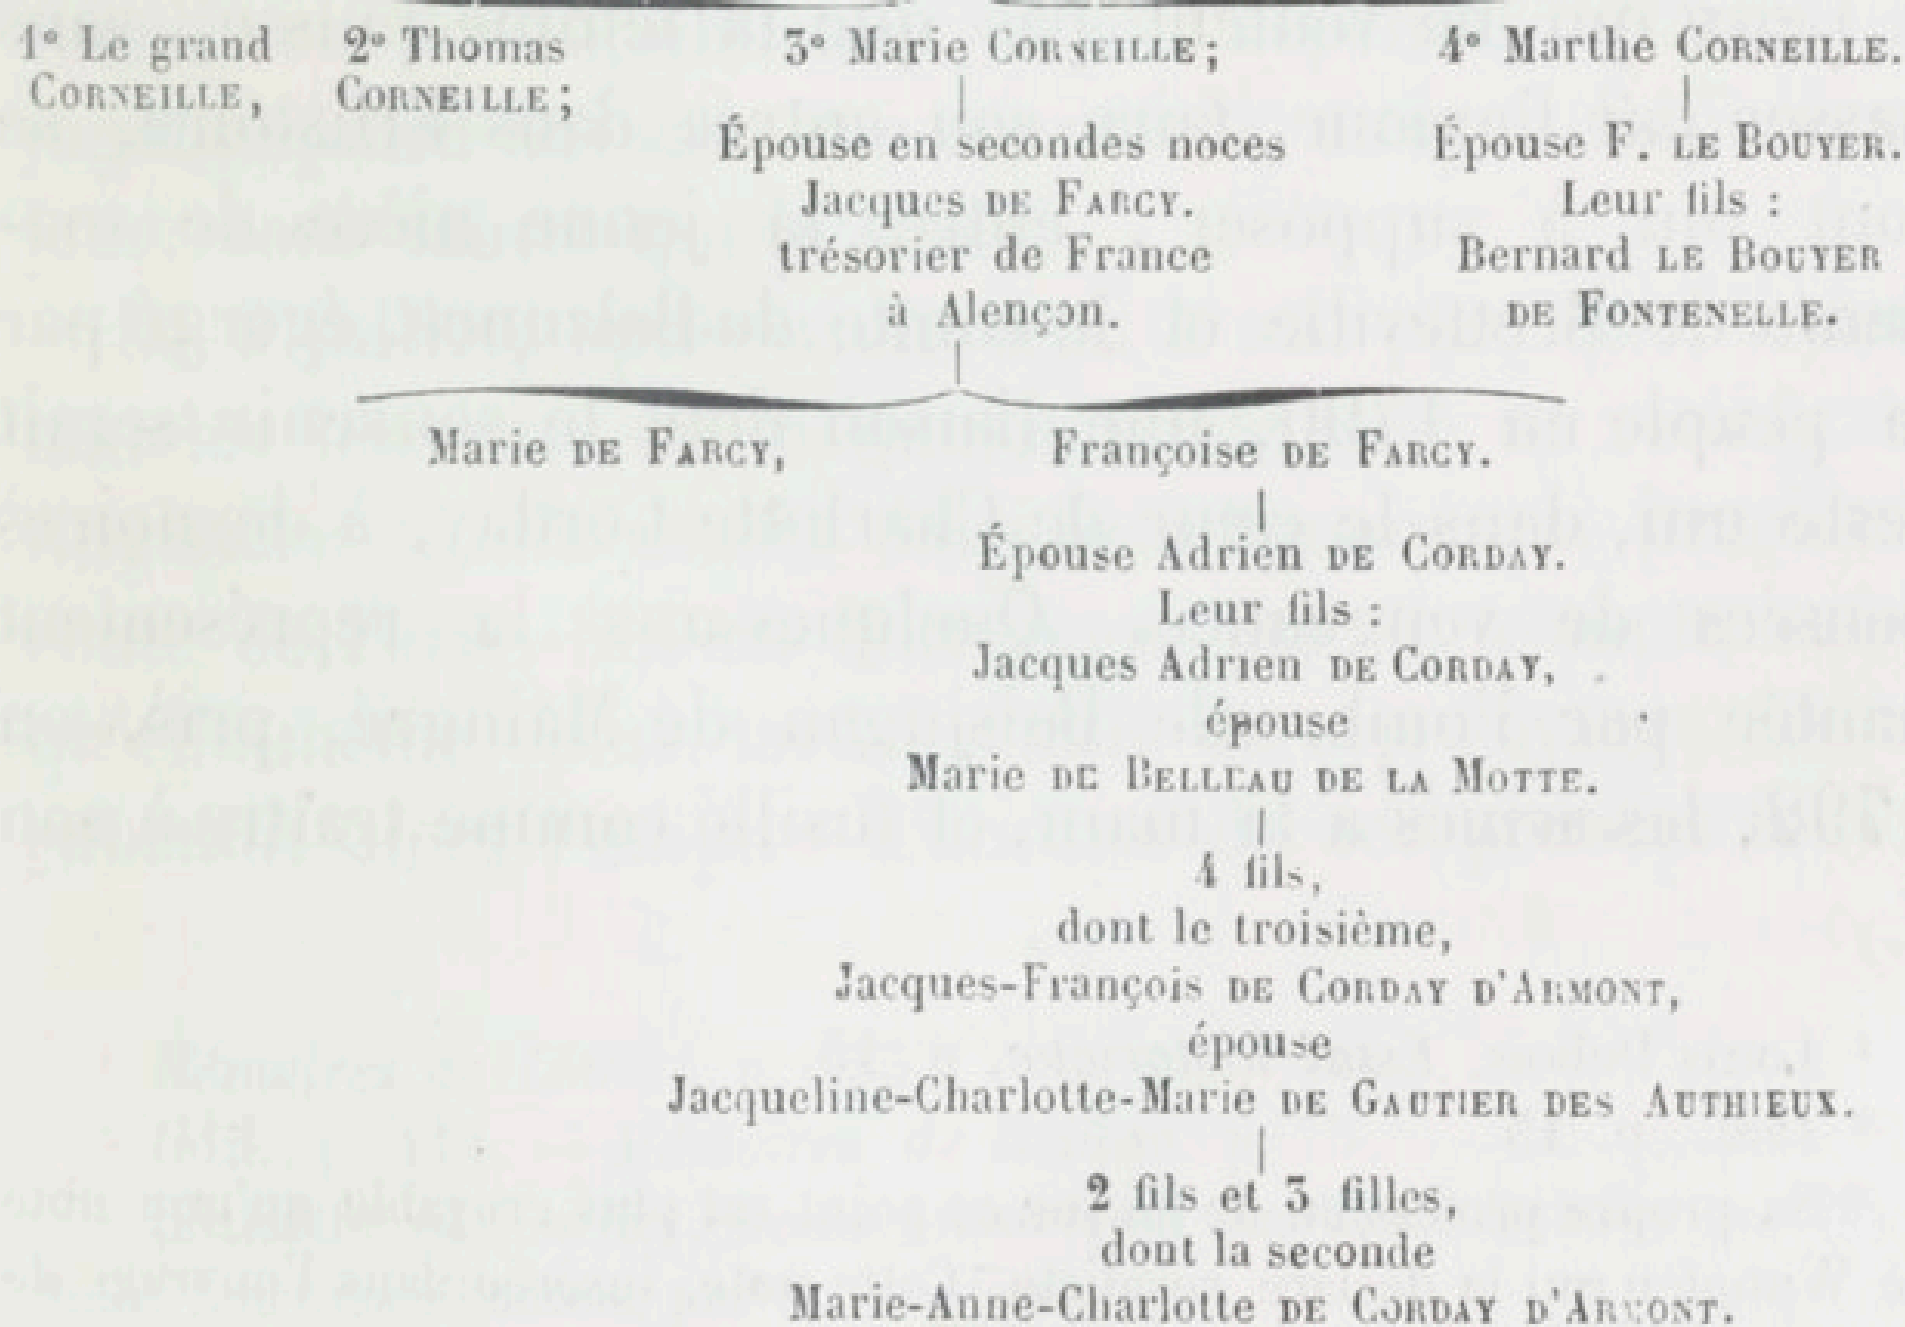 1° Le grand CORNEILLE,
2° Thomas CORNEILLE;
3° Marie CORNEILLE;
Épouse en secondes noces
Jacques DE FARCY.
trésorier de France
à Alençon.
4° Marthe CORNEILLE.
Épouse F. LE BOUYER.
Leur fils :
Bernard LE BOUYER
DE FONTENELLE.
Marie DE FARCY,
Françoise DE FARCY.
Épouse Adrien DE CORDAY.
Leur fils :
Jacques Adrien DE CORDAY,
épouse
Marie DE BELLEAU DE LA MOTTE.
4 fils,
dont le troisième,
Jacques-François DE CORDAY D'ARMONT,
épouse
Jacqueline-Charlotte-Marie DE GAUTIER DES AUTHIEUX.
2 fils et 3 filles,
dont la seconde
Marie-Anne-Charlotte DE CORDAY D'ARMONT.